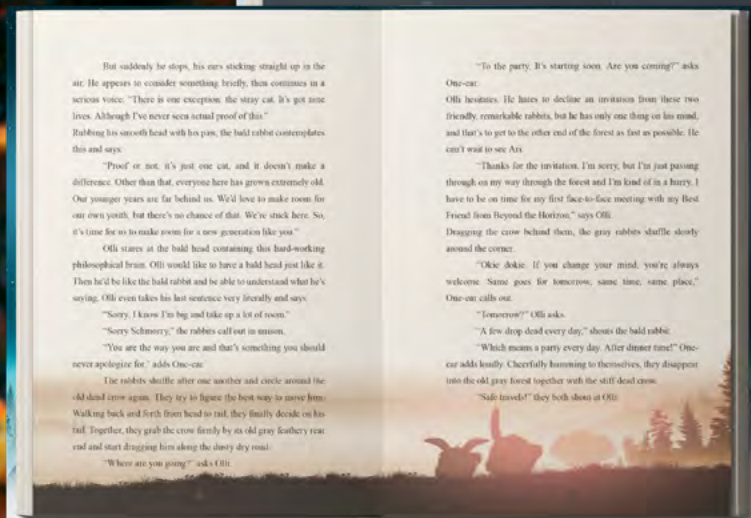 But suddenly he stops, his ears sticking straight up in the
air. He appears to consider something briefly, then continues in a
serious voice. "There is one exception: the stray cat. It's got nine
lives. Although I've never seen actual proof of this."
Rubbing his smooth head with his paw, the bald rabbit contemplates
this and says:
"Proof or not, it's just one cat, and it doesn't make a
difference. Other than that, everyone here has grown extremely old.
Our younger years are far behind us. We'd love to make room for
our own youth, but there's no chance of that. We're stuck here. So,
it's time for us to make room for a new generation like you."
Olli stares at the bald head containing this hard-working
philosophical brain. Olli would like to have a bald head just like it.
Then he'd be like the bald rabbit and be able to understand what he's
saying. Olli even takes his last sentence very literally and says:
"Sorry, I know I'm big and take up a lot of room."
"Sorry Schmorry," the rabbits call out in unison.
"You are the way you are and that's something you should
never apologize for," adds One-ear.
The rabbits shuffle after one another and circle around the
old dead crow again. They try to figure the best way to move him.
Walking back and forth from head to tail, they finally decide on his
tail. Together, they grab the crow firmly by its old gray feathery rear
end and start dragging him along the dusty dry road.
"Where are you going?" asks Olli.
"To the party. It's starting soon. Are you coming?" asks
One-ear.
Olli hesitates. He hates to decline an invitation from these two
friendly, remarkable rabbits, but he has only one thing on his mind,
and that's to get to the other end of the forest as fast as possible. He
can't wait to see Ari.
"Thanks for the invitation. I'm sorry, but I'm just passing
through on my way through the forest and I'm kind of in a hurry. I
have to be on time for my first face-to-face meeting with my Best
Friend from Beyond the Horizon," says Olli.
Dragging the crow behind them, the gray rabbits shuffle slowly
around the corner.
"Okie dokie. If you change your mind, you're always
welcome. Same goes for tomorrow, same time, same place,"
One-ear calls out.
"Tomorrow?" Olli asks.
"A few drop dead every day," shouts the bald rabbit.
"Which means a party every day. After dinner time!" One-
ear adds loudly. Cheerfully humming to themselves, they disappear
into the old gray forest together with the stiff dead crow.
"Safe travels!" they both shout at Olli.